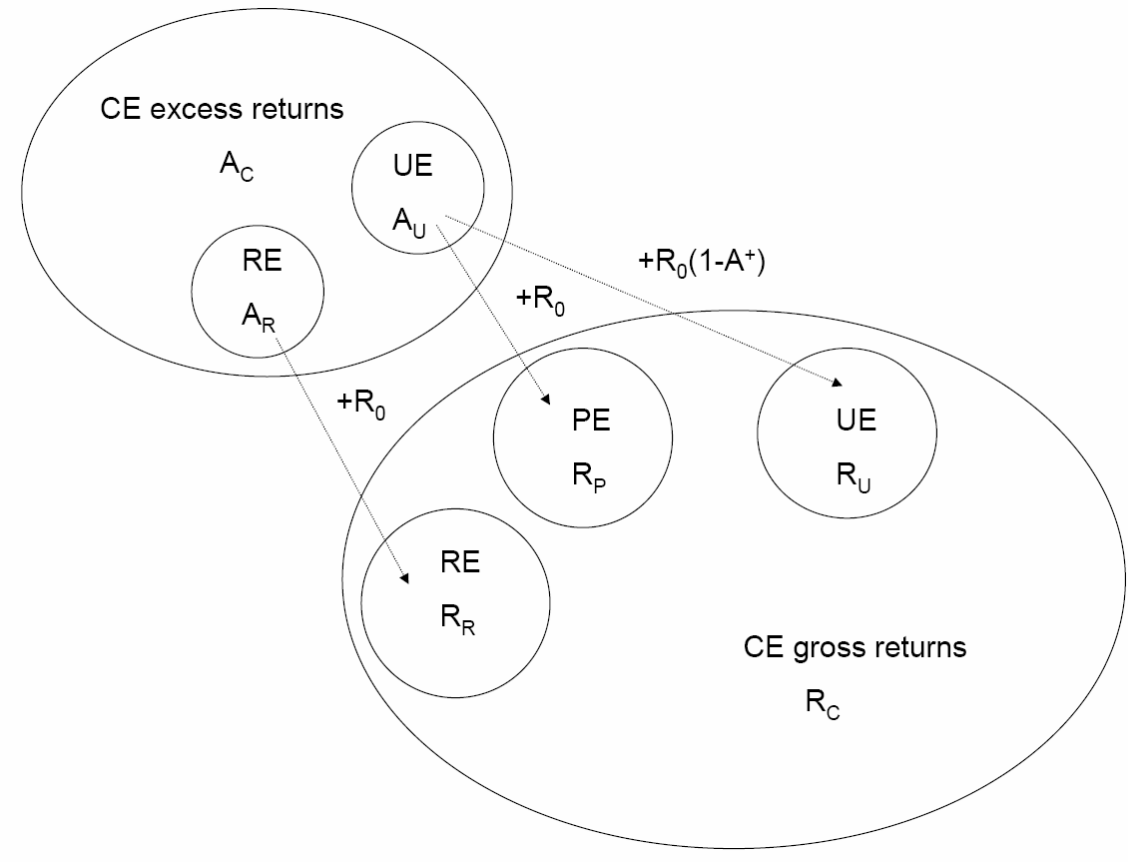 CE excess returns
A_C
UE
A_U
RE
A_R
+R_0(1-A^+)
+R_0
+R_0
PE
R_P
UE
R_U
RE
R_R
CE gross returns
R_C